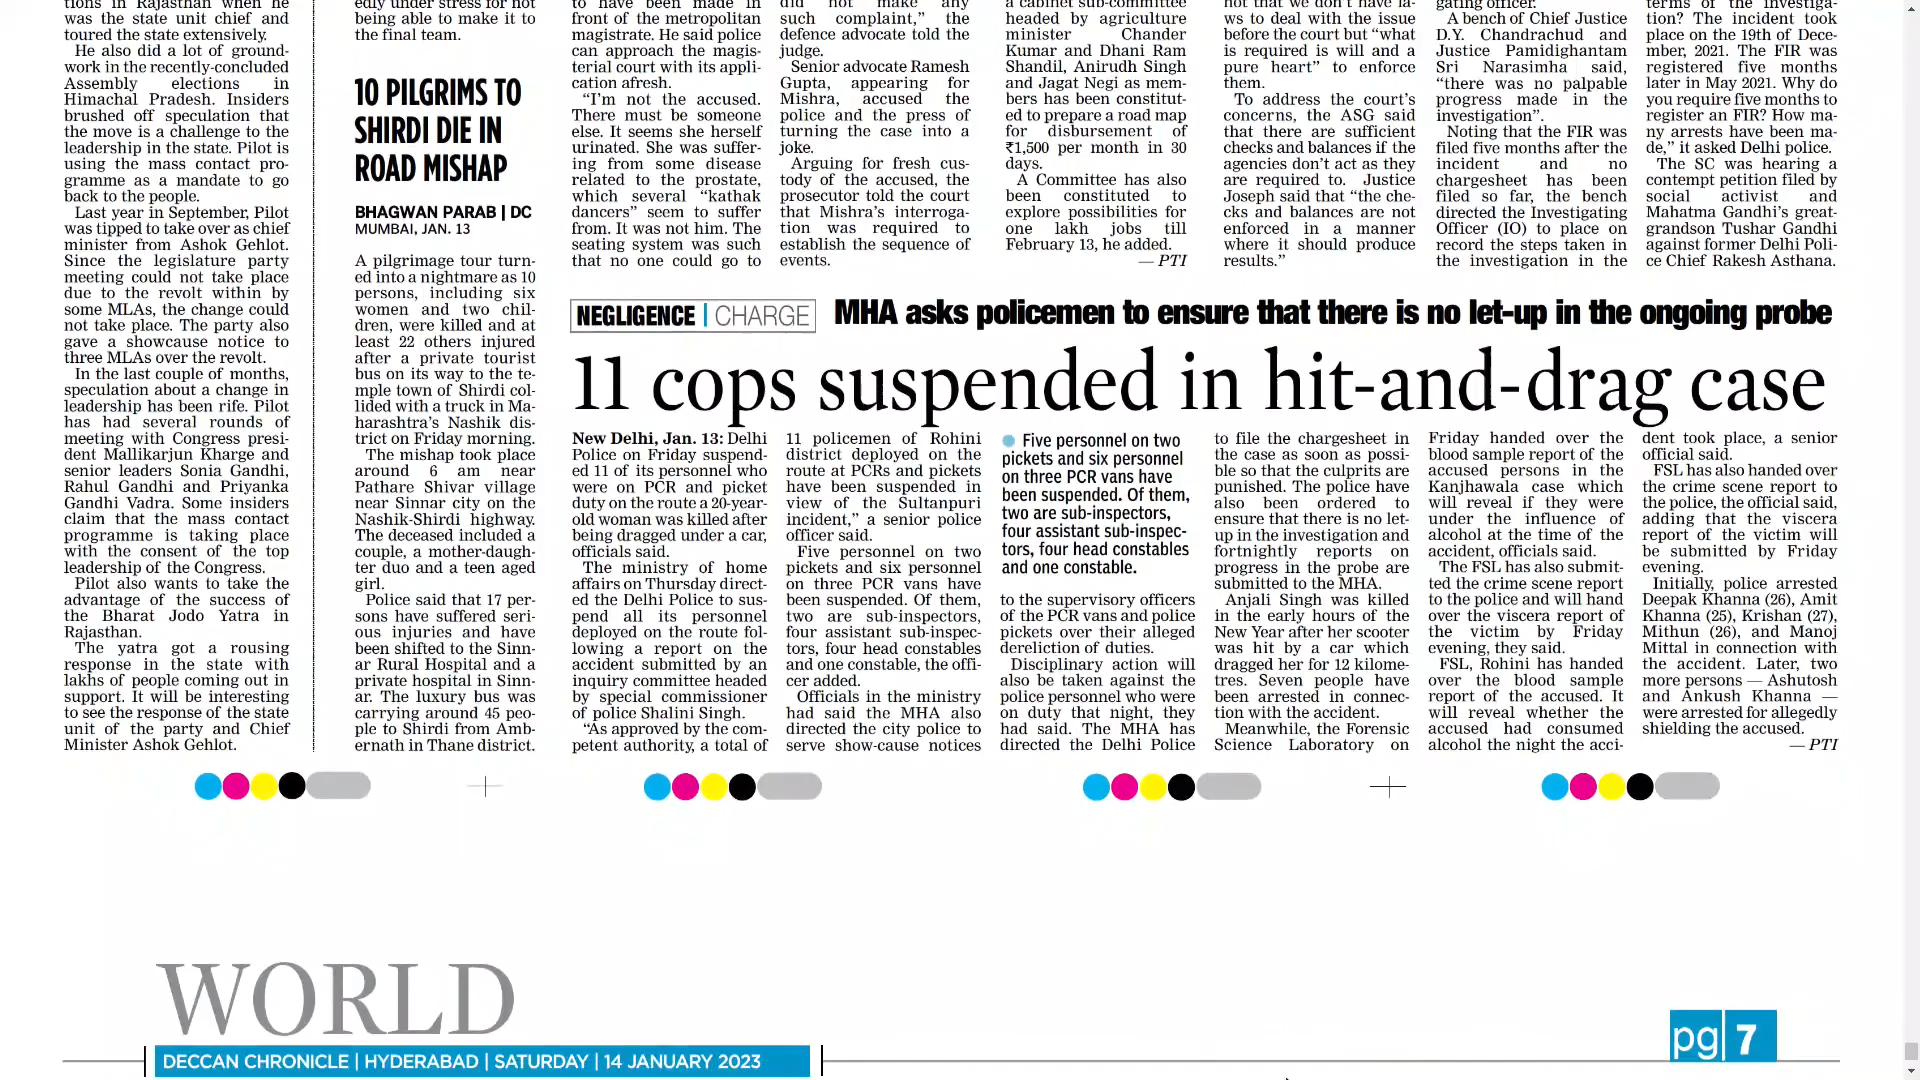 tions in Rajasthan when he
was the state unit chief and
toured the state extensively.
He also did a lot of ground-
work in the recently-concluded
Assembly elections in
Himachal Pradesh. Insiders
brushed off speculation that
the move is a challenge to the
leadership in the state. Pilot is
using the mass contact pro-
gramme as a mandate to go
back to the people.
Last year in September, Pilot
was tipped to take over as chief
minister from Ashok Gehlot.
Since the legislature party
meeting could not take place
due to the revolt within by
some MLAs, the change could
not take place. The party also
gave a showcause notice to
three MLAs over the revolt.
In the last couple of months,
speculation about a change in
leadership has been rife. Pilot
has had several rounds of
meeting with Congress presi-
dent Mallikarjun Kharge and
senior leaders Sonia Gandhi,
Rahul Gandhi and Priyanka
Gandhi Vadra. Some insiders
claim that the mass contact
programme is taking place
with the consent of the top
leadership of the Congress.
Pilot also wants to take the
advantage of the success of
the Bharat Jodo Yatra in
Rajasthan.
The yatra got a rousing
response in the state with
lakhs of people coming out in
support. It will be interesting
to see the response of the state
unit of the party and Chief
Minister Ashok Gehlot.
edly under stress for not
being able to make it to
the final team.
10 PILGRIMS TO
SHIRDI DIE IN
ROAD MISHAP
BHAGWAN PARAB | DC
MUMBAI, JAN. 13
A pilgrimage tour turn-
ed into a nightmare as 10
persons, including six
women and two chil-
dren, were killed and at
least 22 others injured
after a private tourist
bus on its way to the te-
mple town of Shirdi col-
lided with a truck in Ma-
harashtra's Nashik dis-
trict on Friday morning.
The mishap took place
around 6 am near
Pathare Shivar village
near Sinnar city on the
Nashik-Shirdi highway.
The deceased included a
couple, a mother-daugh-
ter duo and a teen aged
girl.
Police said that 17 per-
sons have suffered seri-
ous injuries and have
been shifted to the Sinn-
ar Rural Hospital and a
private hospital in Sinn-
ar. The luxury bus was
carrying around 45 peo-
ple to Shirdi from Amb-
ernath in Thane district.
to have been made in
front of the metropolitan
magistrate. He said police
can approach the magis-
terial court with its appli-
cation afresh.
“I'm not the accused.
There must be someone
else. It seems she herself
urinated. She was suffer-
ing from some disease
related to the prostate,
which several “kathak
dancers” seem to suffer
from. It was not him. The
seating system was such
that no one could go to
did not make any
such complaint,” the
defence advocate told the
judge.
Senior advocate Ramesh
Gupta, appearing for
Mishra, accused the
police and the press of
turning the case into a
joke.
Arguing for fresh cus-
tody of the accused, the
prosecutor told the court
that Mishra's interroga-
tion was required to
establish the sequence of
events.
a cabinet sub-committee
headed by agriculture
minister Chander
Kumar and Dhani Ram
Shandil, Anirudh Singh
and Jagat Negi as mem-
bers has been constitut-
ed to prepare a road map
for disbursement of
₹1,500 per month in 30
days.
A Committee has also
been constituted to
explore possibilities for
one lakh jobs till
February 13, he added.
— PTI
not that we don't have la-
ws to deal with the issue
before the court but “what
is required is will and a
pure heart” to enforce
them.
To address the court's
concerns, the ASG said
that there are sufficient
checks and balances if the
agencies don't act as they
are required to. Justice
Joseph said that “the che-
cks and balances are not
enforced in a manner
where it should produce
results.”
gating officer.
A bench of Chief Justice
D.Y. Chandrachud and
Justice Pamidighantam
Sri Narasimha said,
“there was no palpable
progress made in the
investigation”.
Noting that the FIR was
filed five months after the
incident and no
chargesheet has been
filed so far, the bench
directed the Investigating
Officer (IO) to place on
record the steps taken in
the investigation in the
terms of the investiga-
tion? The incident took
place on the 19th of Dece-
mber, 2021. The FIR was
registered five months
later in May 2021. Why do
you require five months to
register an FIR? How ma-
ny arrests have been ma-
de,” it asked Delhi police.
The SC was hearing a
contempt petition filed by
social activist and
Mahatma Gandhi's great-
grandson Tushar Gandhi
against former Delhi Poli-
ce Chief Rakesh Asthana.
NEGLIGENCE | CHARGE
MHA asks policemen to ensure that there is no let-up in the ongoing probe
11 cops suspended in hit-and-drag case
New Delhi, Jan. 13: Delhi
Police on Friday suspend-
ed 11 of its personnel who
were on PCR and picket
duty on the route a 20-year-
old woman was killed after
being dragged under a car,
officials said.
The ministry of home
affairs on Thursday direct-
ed the Delhi Police to sus-
pend all its personnel
deployed on the route fol-
lowing a report on the
accident submitted by an
inquiry committee headed
by special commissioner
of police Shalini Singh.
“As approved by the com-
petent authority, a total of
11 policemen of Rohini
district deployed on the
route at PCRs and pickets
have been suspended in
view of the Sultanpuri
incident,” a senior police
officer said.
Five personnel on two
pickets and six personnel
on three PCR vans have
been suspended. Of them,
two are sub-inspectors,
four assistant sub-inspec-
tors, four head constables
and one constable, the offi-
cer added.
Officials in the ministry
had said the MHA also
directed the city police to
serve show-cause notices
Five personnel on two
pickets and six personnel
on three PCR vans have
been suspended. Of them,
two are sub-inspectors,
four assistant sub-inspec-
tors, four head constables
and one constable.
to the supervisory officers
of the PCR vans and police
pickets over their alleged
dereliction of duties.
Disciplinary action will
also be taken against the
police personnel who were
on duty that night, they
had said. The MHA has
directed the Delhi Police
to file the chargesheet in
the case as soon as possi-
ble so that the culprits are
punished. The police have
also been ordered to
ensure that there is no let-
up in the investigation and
fortnightly reports on
progress in the probe are
submitted to the MHA.
Anjali Singh was killed
in the early hours of the
New Year after her scooter
was hit by a car which
dragged her for 12 kilome-
tres. Seven people have
been arrested in connec-
tion with the accident.
Meanwhile, the Forensic
Science Laboratory on
Friday handed over the
blood sample report of the
accused persons in the
Kanjhawala case which
will reveal if they were
under the influence of
alcohol at the time of the
accident, officials said.
The FSL has also submit-
ted the crime scene report
to the police and will hand
over the viscera report of
the victim by Friday
evening, they said.
FSL, Rohini has handed
over the blood sample
report of the accused. It
will reveal whether the
accused had consumed
alcohol the night the acci-
dent took place, a senior
official said.
FSL has also handed over
the crime scene report to
the police, the official said,
adding that the viscera
report of the victim will
be submitted by Friday
evening.
Initially, police arrested
Deepak Khanna (26), Amit
Khanna (25), Krishan (27),
Mithun (26), and Manoj
Mittal in connection with
the accident. Later, two
more persons — Ashutosh
and Ankush Khanna —
were arrested for allegedly
shielding the accused.
— PTI
WORLD
DECCAN CHRONICLE | HYDERABAD | SATURDAY | 14 JANUARY 2023
pg 7